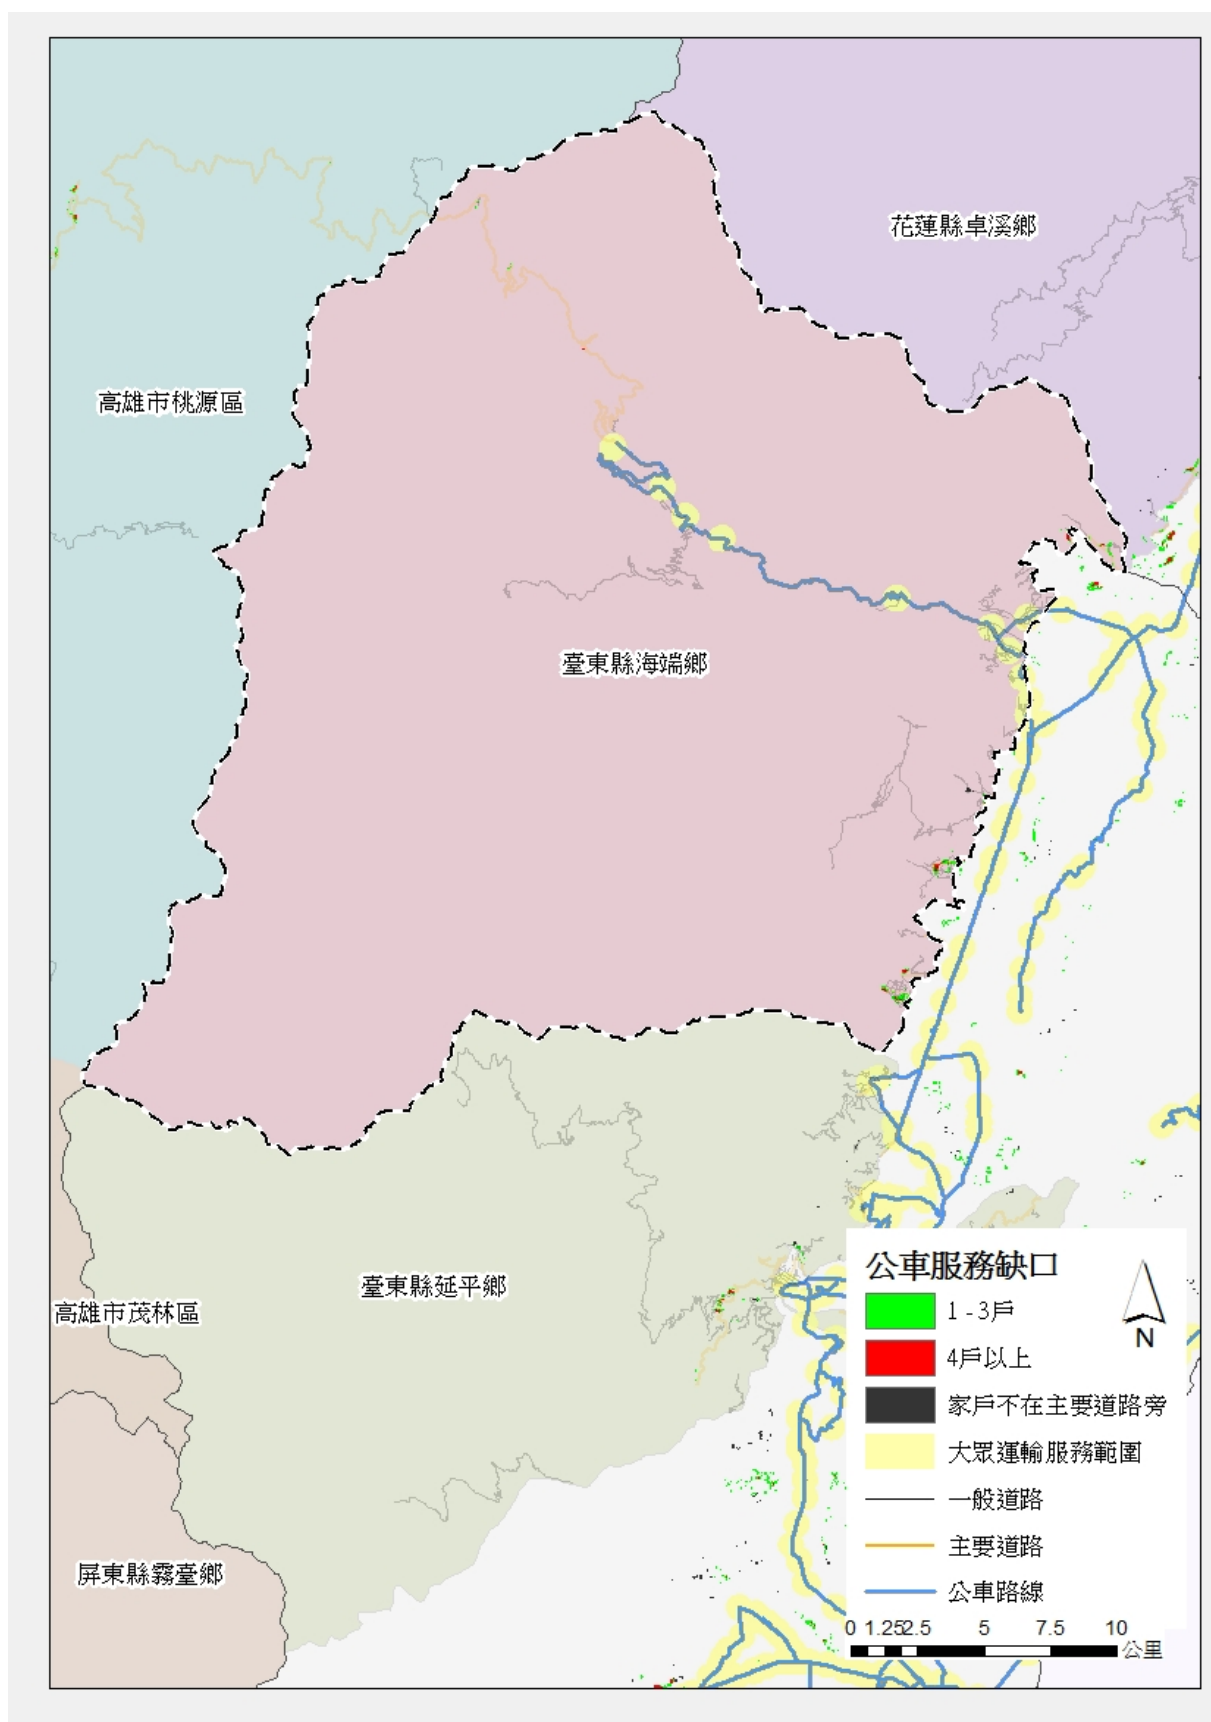 花蓮縣卓溪鄉
高雄市桃源區
臺東縣海端鄉
臺東縣延平鄉
高雄市茂林區
屏東縣霧臺鄉
公車服務缺口
1 - 3戶
4戶以上
家戶不在主要道路旁
大眾運輸服務範圍
一般道路
主要道路
公車路線
N
0 1.252.5 5 7.5 10
公里